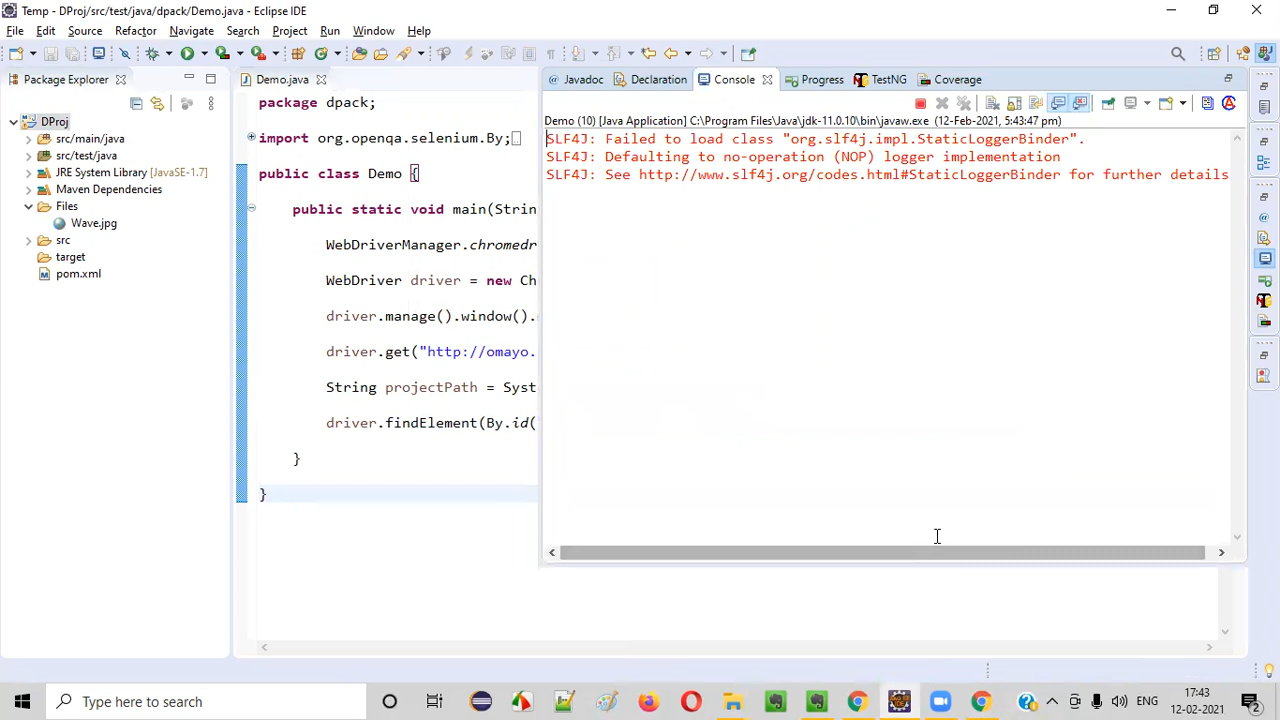 Temp - DProj/src/test/java/dpack/Demo.java - Eclipse IDE
File Edit Source Refactor Navigate Search Project Run Window Help
Package Explorer
DProj
src/main/java
src/test/java
JRE System Library [JavaSE-1.7]
Maven Dependencies
Files
Wave.jpg
src
target
pom.xml
Demo.java
package dpack;
import org.openqa.selenium.By;
public class Demo {
public static void main(Strin
WebDriverManager.chromedr
WebDriver driver = new Ch
driver.manage().window().
driver.get("http://omayo.
String projectPath = Syst
driver.findElement(By.id(
}
}
Javadoc Declaration Console Progress TestNG Coverage
Demo (10) [Java Application] C:\Program Files\Java\jdk-11.0.10\bin\javaw.exe (12-Feb-2021, 5:43:47 pm)
SLF4J: Failed to load class "org.slf4j.impl.StaticLoggerBinder".
SLF4J: Defaulting to no-operation (NOP) logger implementation
SLF4J: See http://www.slf4j.org/codes.html#StaticLoggerBinder for further details
Type here to search
7:43
12-02-2021
2